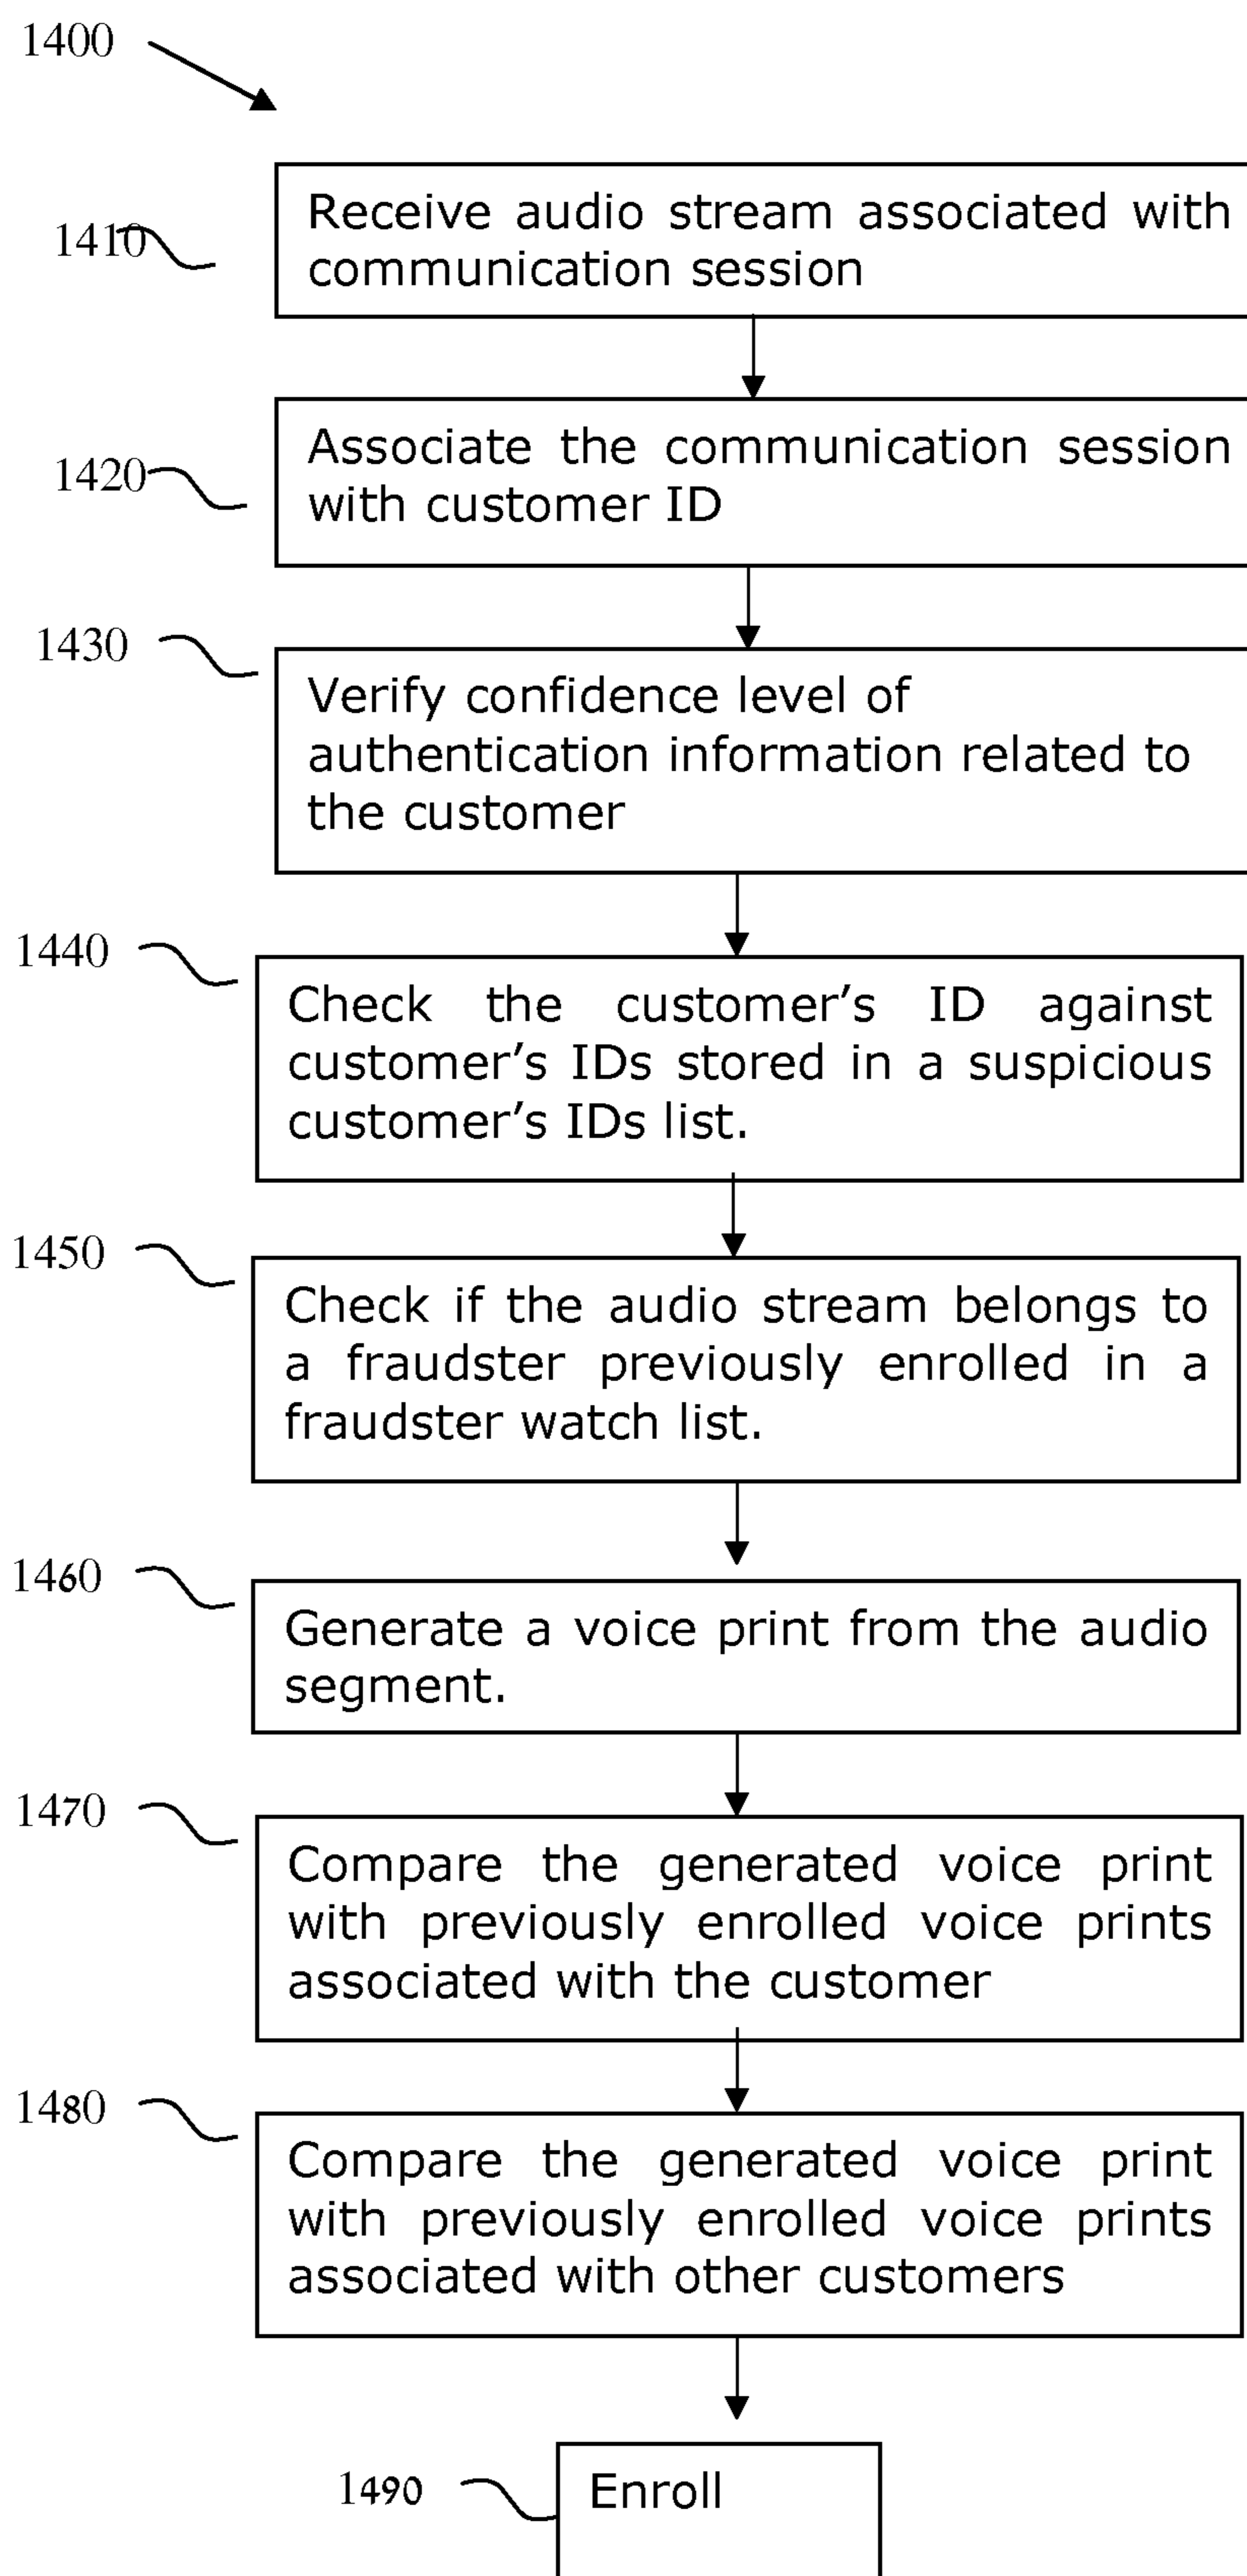 1400
Receive audio stream associated with
1410
communication session
Associate the communication session
1420
with customer ID
1430
Verify confidence level of
authentication information related to
the customer
1440
Check the customer’s ID against
customer’s IDs stored in a suspicious
customer’s IDs list.
1450
Check if the audio stream belongs to
a fraudster previously enrolled in a
fraudster watch list.
1460
Generate a voice print from the audio
segment.
1470
Compare the generated voice print
with previously enrolled voice prints
associated with the customer
1480
Compare the generated voice print
with previously enrolled voice prints
associated with other customers
1490
Enroll